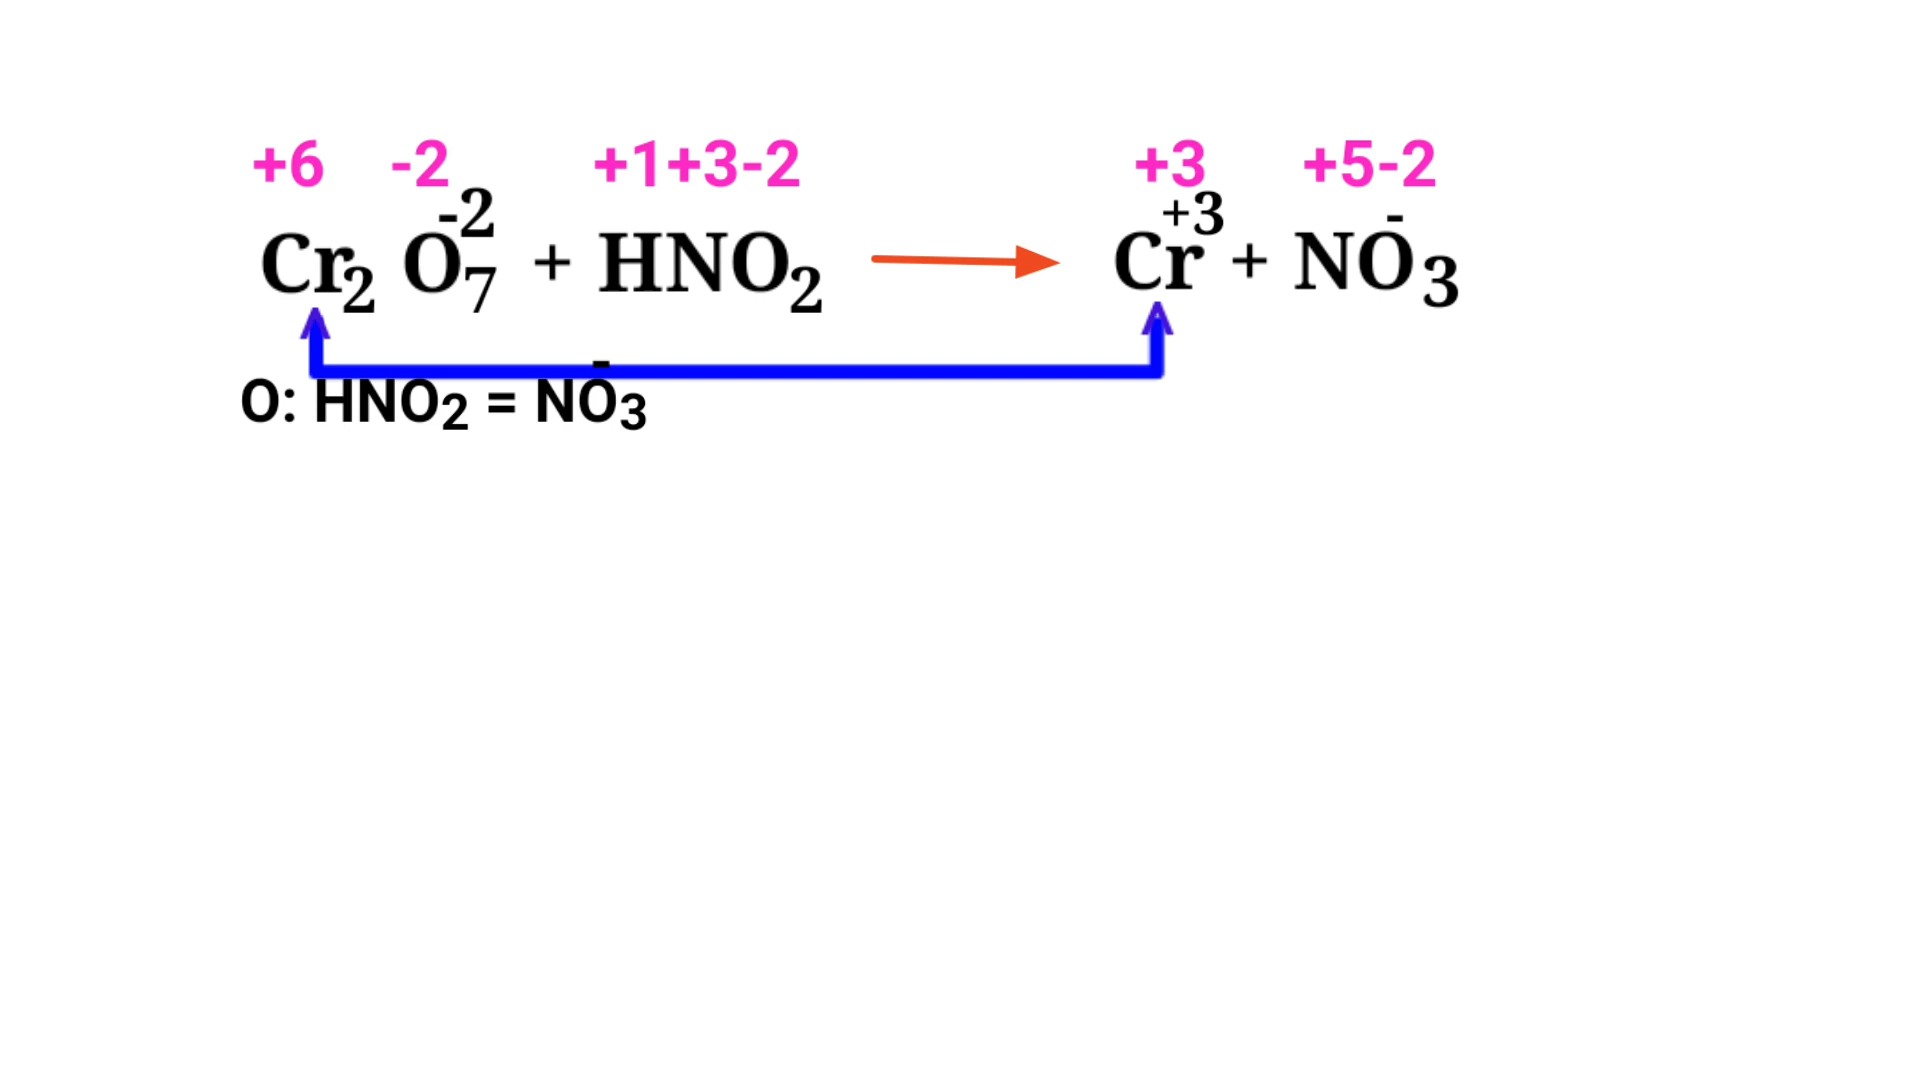 +6 -2 +1+3-2 +3 +5-2
Cr₂ O₇⁻² + HNO₂ → Cr⁺³ + NO₃⁻
O: HNO₂ = NO₃⁻